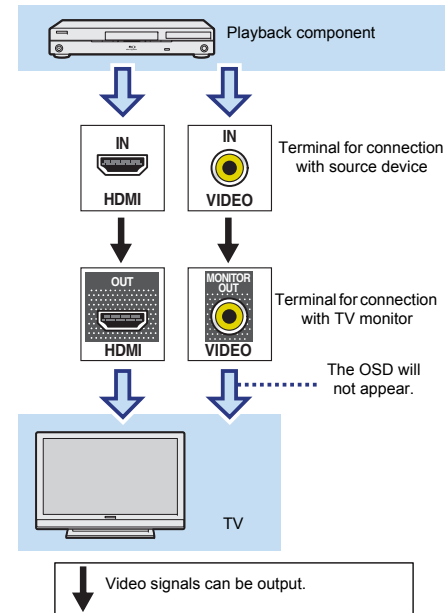 Playback component
IN
HDMI
IN
VIDEO
Terminal for connection
with source device
OUT
HDMI
MONITOR
OUT
VIDEO
Terminal for connection
with TV monitor
The OSD will
not appear.
TV
Video signals can be output.